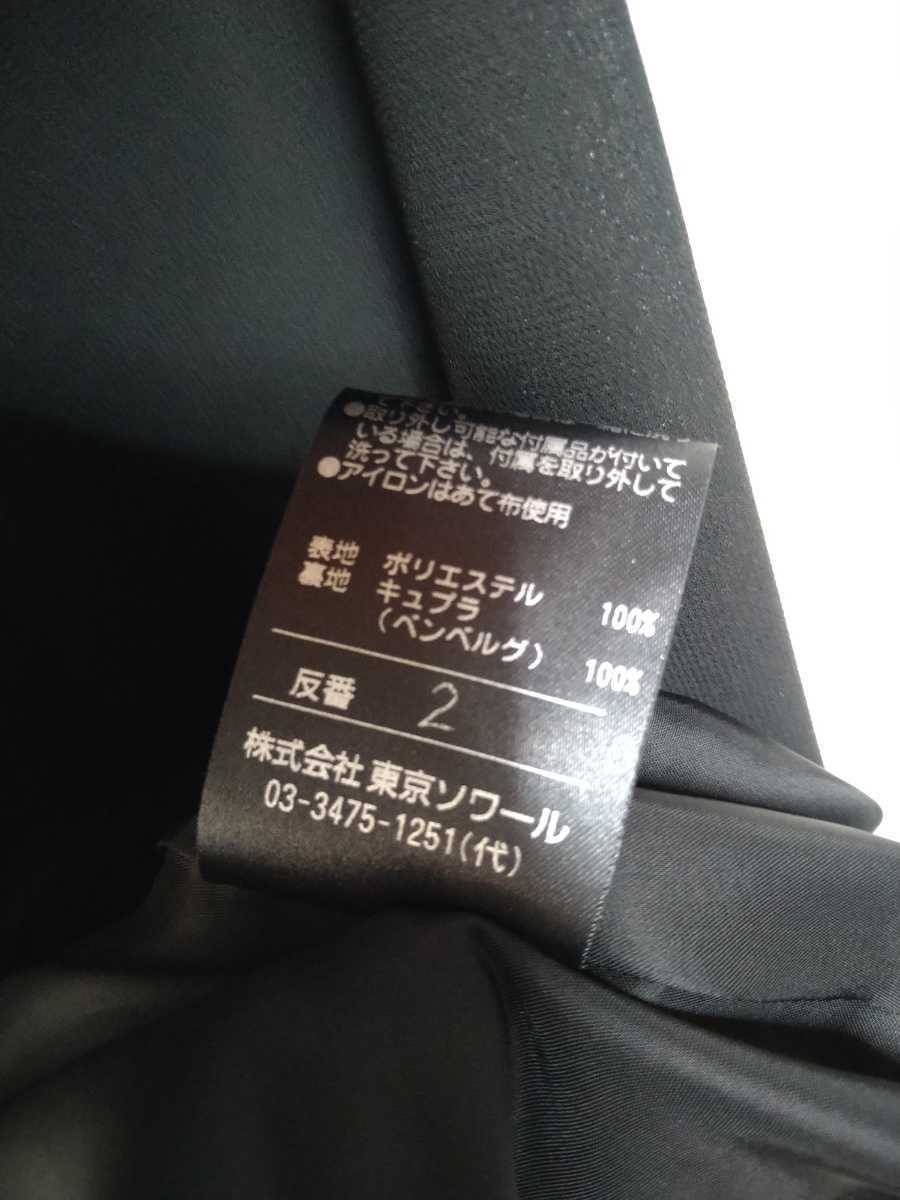 て下さい。
●取り外し可能な付属品が付いて
いる場合は、付属を取り外して
洗って下さい。
●アイロンはあて布使用
表地 ポリエステル 100%
裏地 キュプラ
(ベンベルグ) 100%
反番 2
株式会社 東京ソワール
03-3475-1251(代)